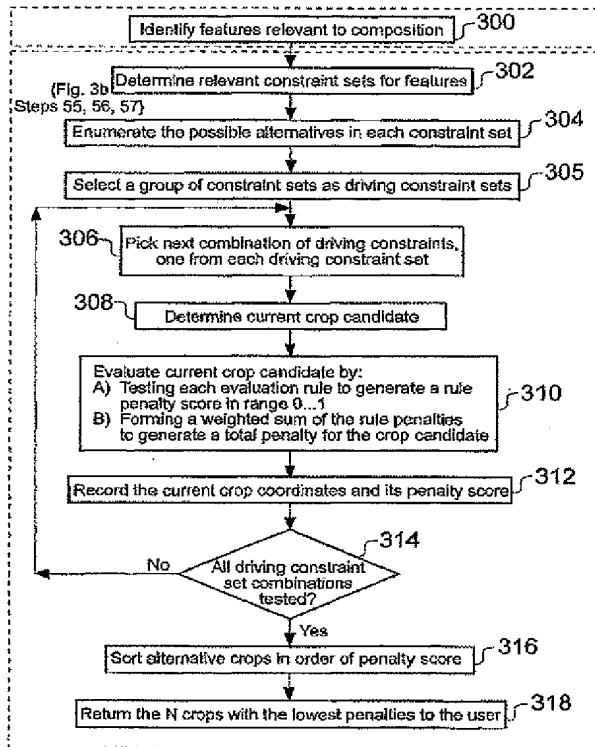 Identify features relevant to composition
300
Determine relevant constraint sets for features
302
{Fig. 3b
Steps 55, 56, 57}
Enumerate the possible alternatives in each constraint set
304
Select a group of constraint sets as driving constraint sets
305
306
Pick next combination of driving constraints,
one from each driving constraint set
308
Determine current crop candidate
Evaluate current crop candidate by:
A) Testing each evaluation rule to generate a rule
penalty score in range 0...1
B) Forming a weighted sum of the rule penalties
to generate a total penalty for the crop candidate
310
Record the current crop coordinates and its penalty score
312
314
No
All driving constraint
set combinations
tested?
Yes
Sort alternative crops in order of penalty score
316
Return the N crops with the lowest penalties to the user
318